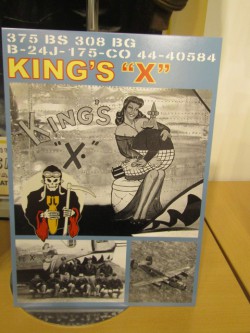 375 BS 308 BG
B-24J-175-CO 44-40584
KING'S "X"
KING'S
"X"